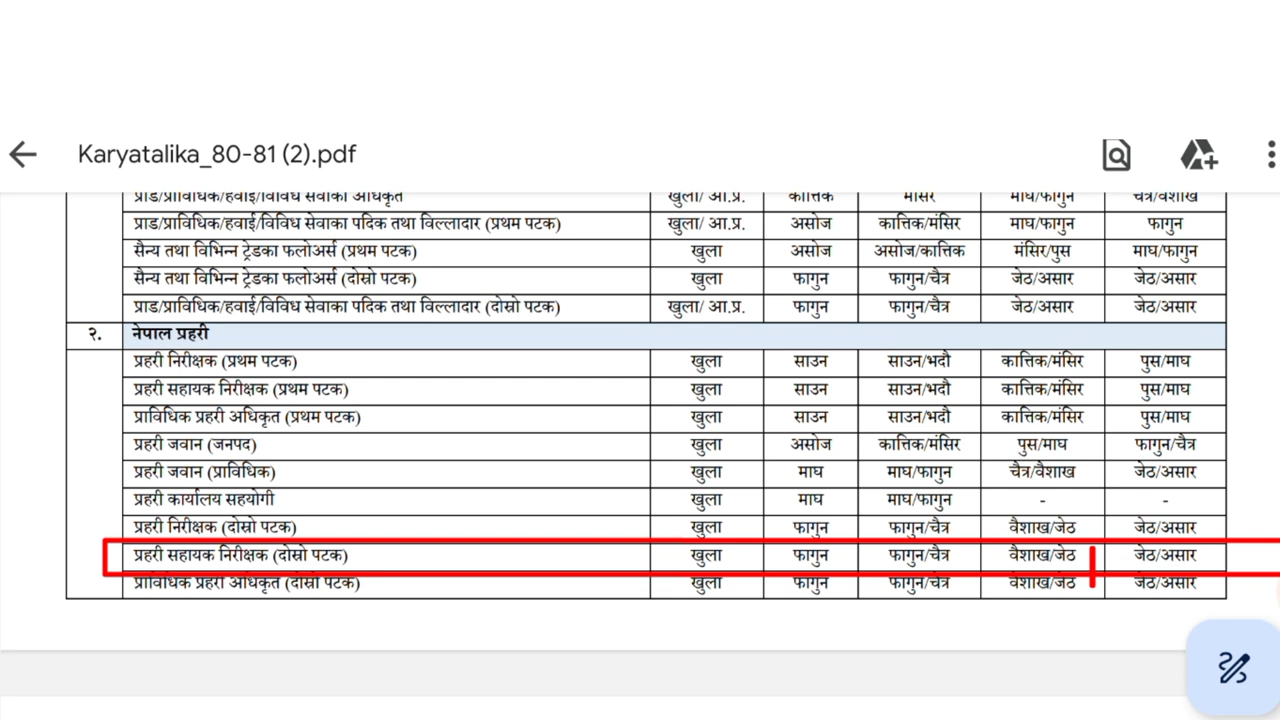 Karyatalika_80-81 (2).pdf
प्राड/प्राविधिक/हवाई/विविध सेवाका अधिकृत खुला/ आ.प्र. कात्तिक मंसिर माघ/फागुन चैत्र/वैशाख
प्राड/प्राविधिक/हवाई/विविध सेवाका पदिक तथा विल्लादार (प्रथम पटक) खुला/ आ.प्र. असोज कात्तिक/मंसिर माघ/फागुन फागुन
सैन्य तथा विभिन्न ट्रेडका फलोअर्स (प्रथम पटक) खुला असोज असोज/कात्तिक मंसिर/पुस माघ/फागुन
सैन्य तथा विभिन्न ट्रेडका फलोअर्स (दोस्रो पटक) खुला फागुन फागुन/चैत्र जेठ/असार जेठ/असार
प्राड/प्राविधिक/हवाई/विविध सेवाका पदिक तथा विल्लादार (दोस्रो पटक) खुला/ आ.प्र. फागुन फागुन/चैत्र जेठ/असार जेठ/असार
२. नेपाल प्रहरी
प्रहरी निरीक्षक (प्रथम पटक) खुला साउन साउन/भदौ कात्तिक/मंसिर पुस/माघ
प्रहरी सहायक निरीक्षक (प्रथम पटक) खुला साउन साउन/भदौ कात्तिक/मंसिर पुस/माघ
प्राविधिक प्रहरी अधिकृत (प्रथम पटक) खुला साउन साउन/भदौ कात्तिक/मंसिर पुस/माघ
प्रहरी जवान (जनपद) खुला असोज कात्तिक/मंसिर पुस/माघ फागुन/चैत्र
प्रहरी जवान (प्राविधिक) खुला माघ माघ/फागुन चैत्र/वैशाख जेठ/असार
प्रहरी कार्यालय सहयोगी खुला माघ माघ/फागुन - -
प्रहरी निरीक्षक (दोस्रो पटक) खुला फागुन फागुन/चैत्र वैशाख/जेठ जेठ/असार
प्रहरी सहायक निरीक्षक (दोस्रो पटक) खुला फागुन फागुन/चैत्र वैशाख/जेठ जेठ/असार
प्राविधिक प्रहरी अधिकृत (दोस्रो पटक) खुला फागुन फागुन/चैत्र वैशाख/जेठ जेठ/असार